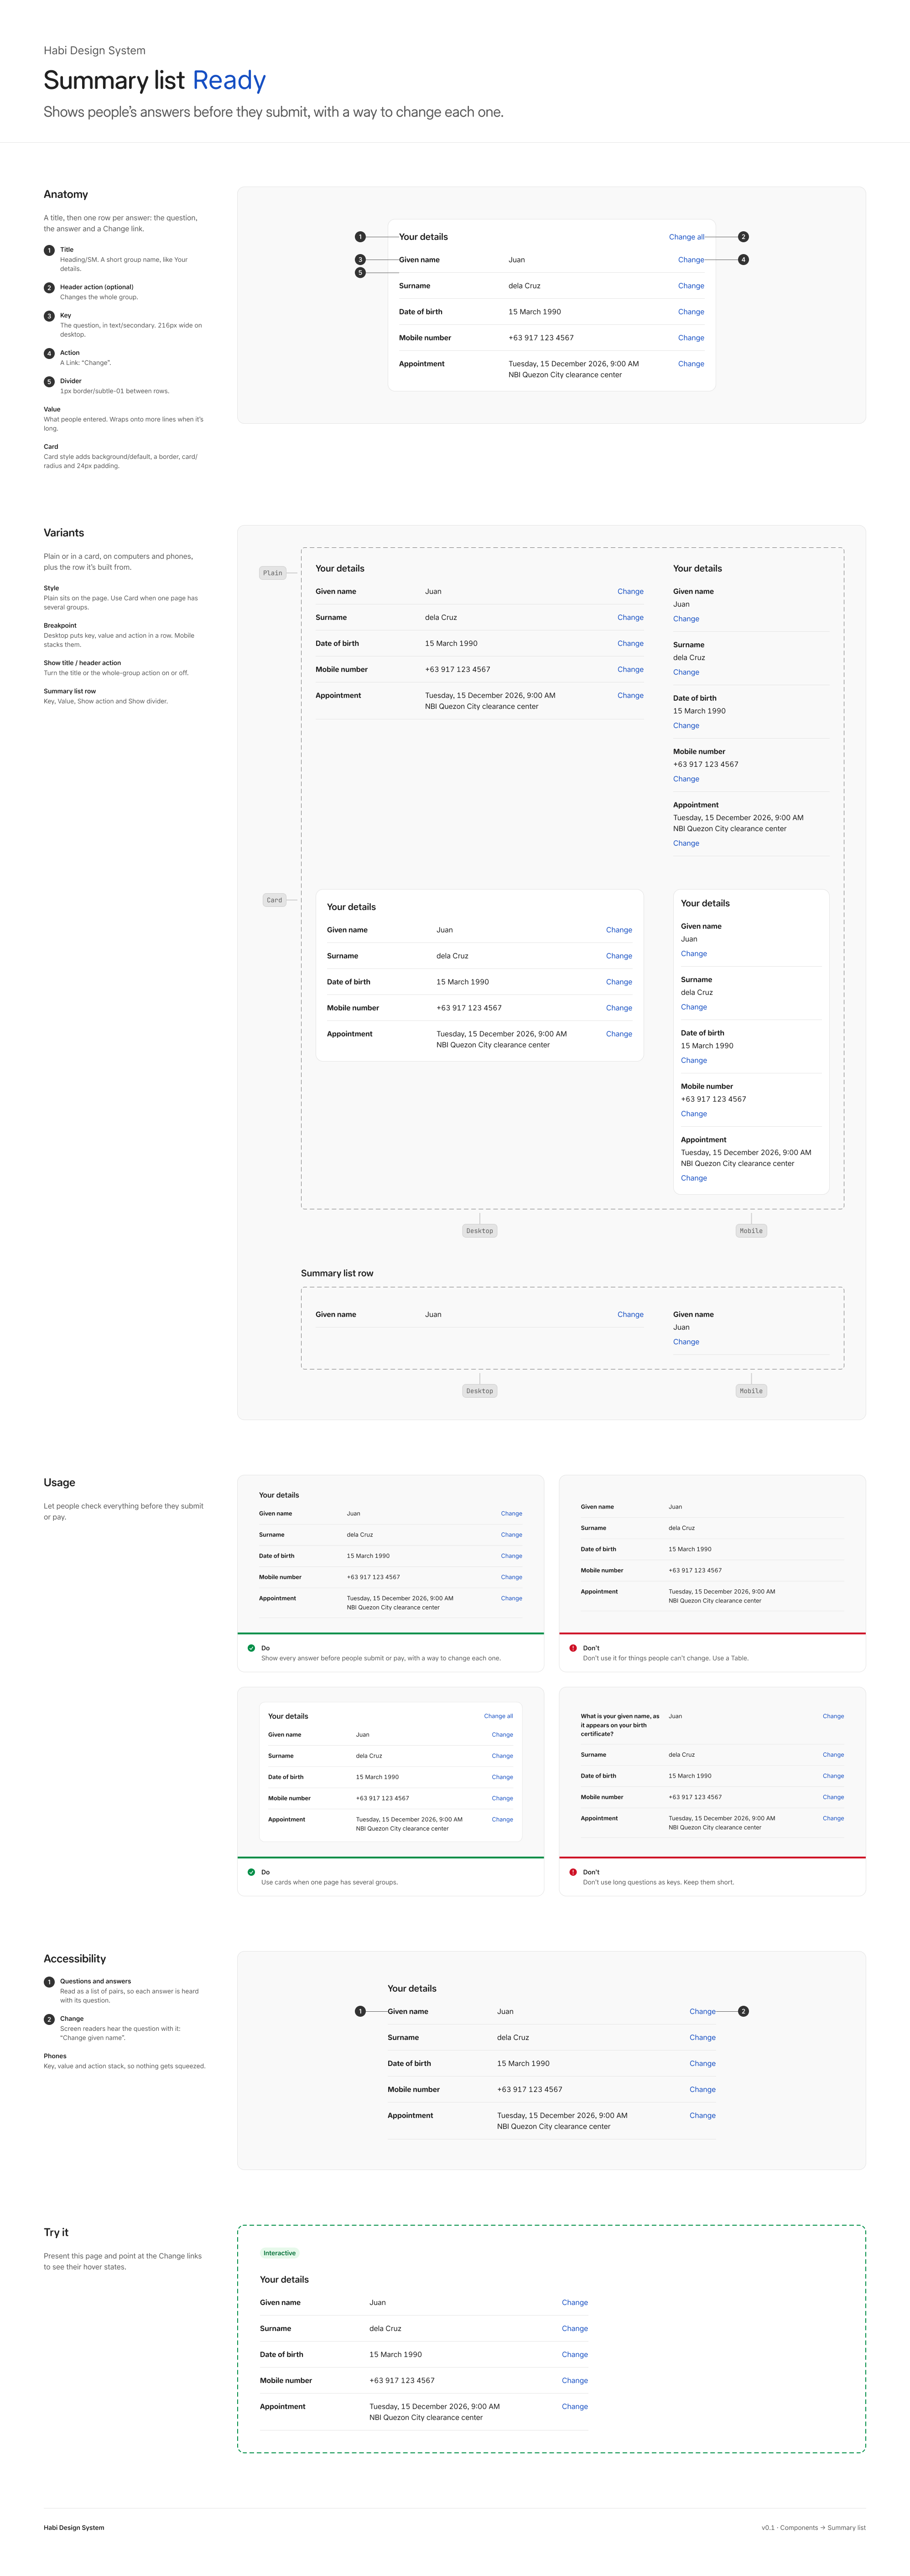 Habi Design System
Summary list Ready
Shows people’s answers before they submit, with a way to change each one.
Anatomy
A title, then one row per answer: the question,
the answer and a Change link.
1 Title
Heading/SM. A short group name, like Your
details.
2 Header action (optional)
Changes the whole group.
3 Key
The question, in text/secondary. 216px wide on
desktop.
4 Action
A Link: “Change”.
5 Divider
1px border/subtle-01 between rows.
Value
What people entered. Wraps onto more lines when it’s
long.
Card
Card style adds background/default, a border, card/
radius and 24px padding.
1 Your details Change all 2
3 Given name Juan Change 4
5
Surname dela Cruz Change
Date of birth 15 March 1990 Change
Mobile number +63 917 123 4567 Change
Appointment Tuesday, 15 December 2026, 9:00 AM Change
NBI Quezon City clearance center
Variants
Plain or in a card, on computers and phones,
plus the row it’s built from.
Style
Plain sits on the page. Use Card when one page has
several groups.
Breakpoint
Desktop puts key, value and action in a row. Mobile
stacks them.
Show title / header action
Turn the title or the whole-group action on or off.
Summary list row
Key, Value, Show action and Show divider.
Plain
Your details
Given name Juan Change
Surname dela Cruz Change
Date of birth 15 March 1990 Change
Mobile number +63 917 123 4567 Change
Appointment Tuesday, 15 December 2026, 9:00 AM Change
NBI Quezon City clearance center
Your details
Given name
Juan
Change
Surname
dela Cruz
Change
Date of birth
15 March 1990
Change
Mobile number
+63 917 123 4567
Change
Appointment
Tuesday, 15 December 2026, 9:00 AM
NBI Quezon City clearance center
Change
Card
Your details
Given name Juan Change
Surname dela Cruz Change
Date of birth 15 March 1990 Change
Mobile number +63 917 123 4567 Change
Appointment Tuesday, 15 December 2026, 9:00 AM Change
NBI Quezon City clearance center
Your details
Given name
Juan
Change
Surname
dela Cruz
Change
Date of birth
15 March 1990
Change
Mobile number
+63 917 123 4567
Change
Appointment
Tuesday, 15 December 2026, 9:00 AM
NBI Quezon City clearance center
Change
Desktop Mobile
Summary list row
Given name Juan Change
Given name
Juan
Change
Desktop Mobile
Usage
Let people check everything before they submit
or pay.
Your details
Given name Juan Change
Surname dela Cruz Change
Date of birth 15 March 1990 Change
Mobile number +63 917 123 4567 Change
Appointment Tuesday, 15 December 2026, 9:00 AM Change
NBI Quezon City clearance center
Do
Show every answer before people submit or pay, with a way to change each one.
Given name Juan
Surname dela Cruz
Date of birth 15 March 1990
Mobile number +63 917 123 4567
Appointment Tuesday, 15 December 2026, 9:00 AM
NBI Quezon City clearance center
Don’t
Don’t use it for things people can’t change. Use a Table.
Your details Change all
Given name Juan Change
Surname dela Cruz Change
Date of birth 15 March 1990 Change
Mobile number +63 917 123 4567 Change
Appointment Tuesday, 15 December 2026, 9:00 AM Change
NBI Quezon City clearance center
Do
Use cards when one page has several groups.
What is your given name, as Juan Change
it appears on your birth
certificate?
Surname dela Cruz Change
Date of birth 15 March 1990 Change
Mobile number +63 917 123 4567 Change
Appointment Tuesday, 15 December 2026, 9:00 AM Change
NBI Quezon City clearance center
Don’t
Don’t use long questions as keys. Keep them short.
Accessibility
1 Questions and answers
Read as a list of pairs, so each answer is heard
with its question.
2 Change
Screen readers hear the question with it:
“Change given name”.
Phones
Key, value and action stack, so nothing gets squeezed.
Your details
1 Given name Juan Change 2
Surname dela Cruz Change
Date of birth 15 March 1990 Change
Mobile number +63 917 123 4567 Change
Appointment Tuesday, 15 December 2026, 9:00 AM Change
NBI Quezon City clearance center
Try it
Present this page and point at the Change links
to see their hover states.
Interactive
Your details
Given name Juan Change
Surname dela Cruz Change
Date of birth 15 March 1990 Change
Mobile number +63 917 123 4567 Change
Appointment Tuesday, 15 December 2026, 9:00 AM Change
NBI Quezon City clearance center
Habi Design System v0.1 · Components → Summary list